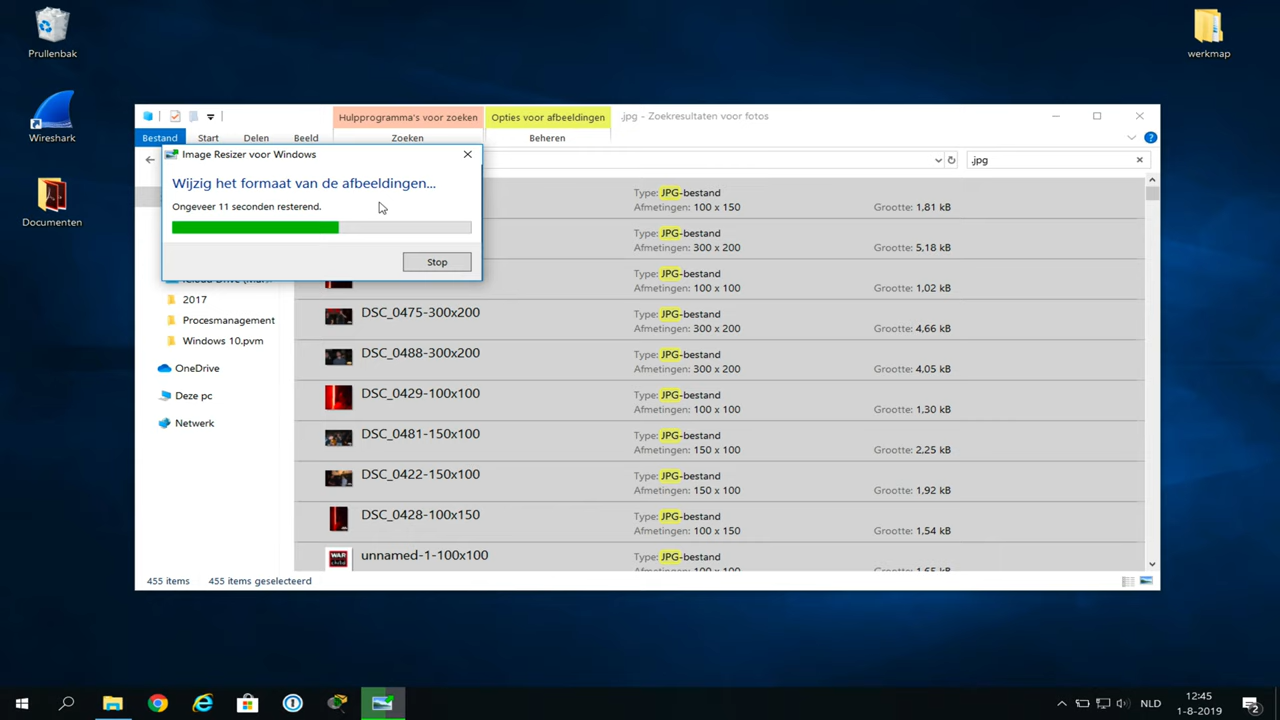 Prullenbak
Wireshark
Documenten
werkmap
Hulpprogramma's voor zoeken
Opties voor afbeeldingen
.jpg - Zoekresultaten voor fotos
Bestand
Start
Delen
Beeld
Zoeken
Beheren
.jpg
Image Resizer voor Windows
Wijzig het formaat van de afbeeldingen...
Ongeveer 11 seconden resterend.
Stop
2017
Procesmanagement
Windows 10.pvm
OneDrive
Deze pc
Netwerk
Type: JPG-bestand
Afmetingen: 100 x 150
Grootte: 1,81 kB
Type: JPG-bestand
Afmetingen: 300 x 200
Grootte: 5,18 kB
Type: JPG-bestand
Afmetingen: 100 x 100
Grootte: 1,02 kB
DSC_0475-300x200
Type: JPG-bestand
Afmetingen: 300 x 200
Grootte: 4,66 kB
DSC_0488-300x200
Type: JPG-bestand
Afmetingen: 300 x 200
Grootte: 4,05 kB
DSC_0429-100x100
Type: JPG-bestand
Afmetingen: 100 x 100
Grootte: 1,30 kB
DSC_0481-150x100
Type: JPG-bestand
Afmetingen: 150 x 100
Grootte: 2,25 kB
DSC_0422-150x100
Type: JPG-bestand
Afmetingen: 150 x 100
Grootte: 1,92 kB
DSC_0428-100x150
Type: JPG-bestand
Afmetingen: 100 x 150
Grootte: 1,54 kB
unnamed-1-100x100
Type: JPG-bestand
Afmetingen: 100 x 100
Grootte: 1,65 kB
455 items
455 items geselecteerd
NLD
12:45
1-8-2019
2